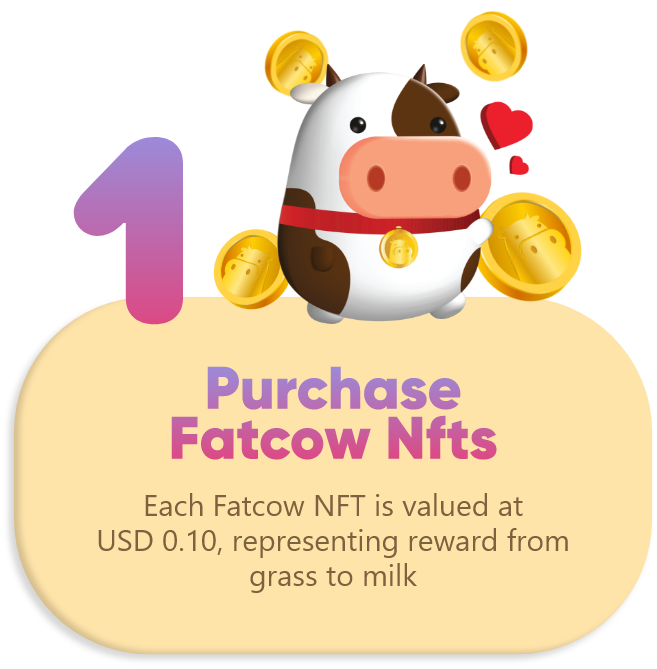 1
Purchase
Fatcow Nfts
Each Fatcow NFT is valued at
USD 0.10, representing reward from
grass to milk